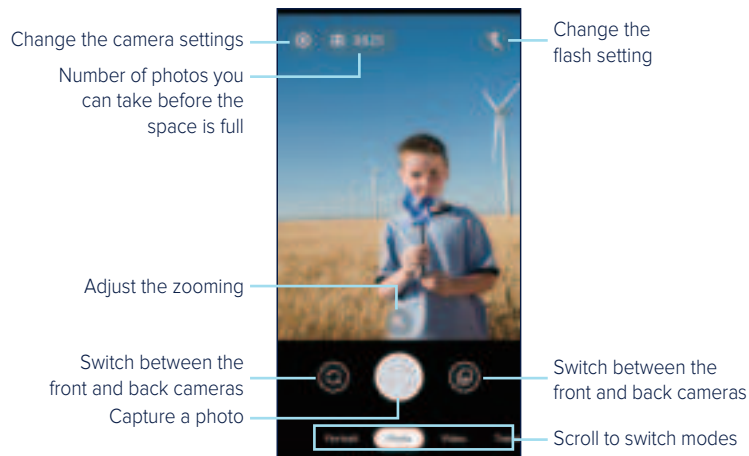 Change the camera settings
Number of photos you
can take before the
space is full
Change the
flash setting
Adjust the zooming
Switch between the
front and back cameras
Capture a photo
Switch between the
front and back cameras
Scroll to switch modes
Portrait Photo Video